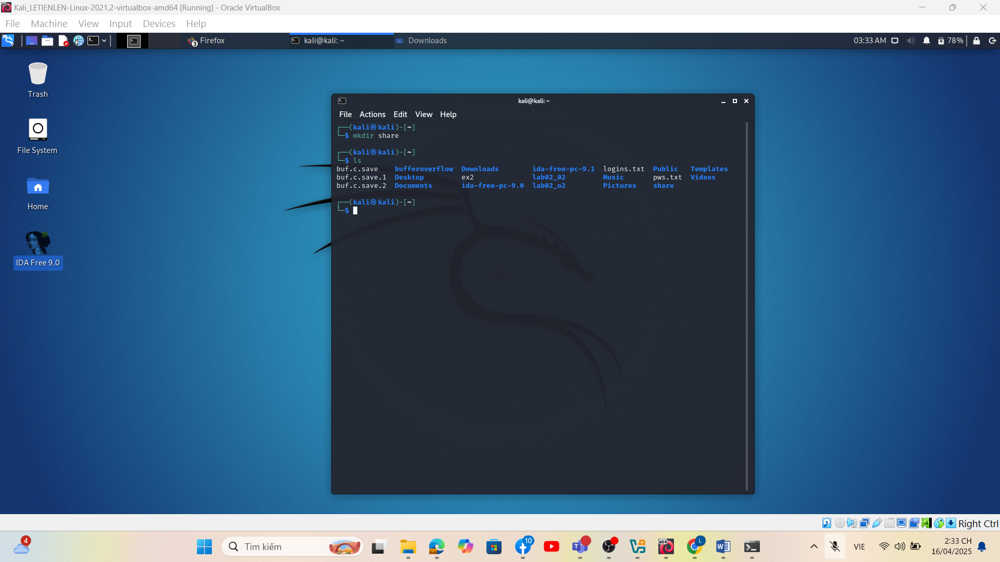 Kali_LETIENLEN-Linux-2021.2-virtualbox-amd64 [Running] - Oracle VirtualBox
File Machine View Input Devices Help
Firefox
3
kali@kali: ~
Downloads
03:33 AM
78%
Trash
File System
Home
IDA Free 9.0
kali@kali: ~
File Actions Edit View Help
┌──(kali㉿kali)-[~]
└─$ mkdir share
┌──(kali㉿kali)-[~]
└─$ ls
buf.c.save bufferoverflow Downloads ida-free-pc-9.1 logins.txt Public Templates
buf.c.save.1 Desktop ex2 lab02_02 Music pws.txt Videos
buf.c.save.2 Documents ida-free-pc-9.0 lab02_o2 Pictures share
┌──(kali㉿kali)-[~]
└─$
Right Ctrl
4
Tìm kiếm
10
x64
L
VIE
2:33 CH
16/04/2025